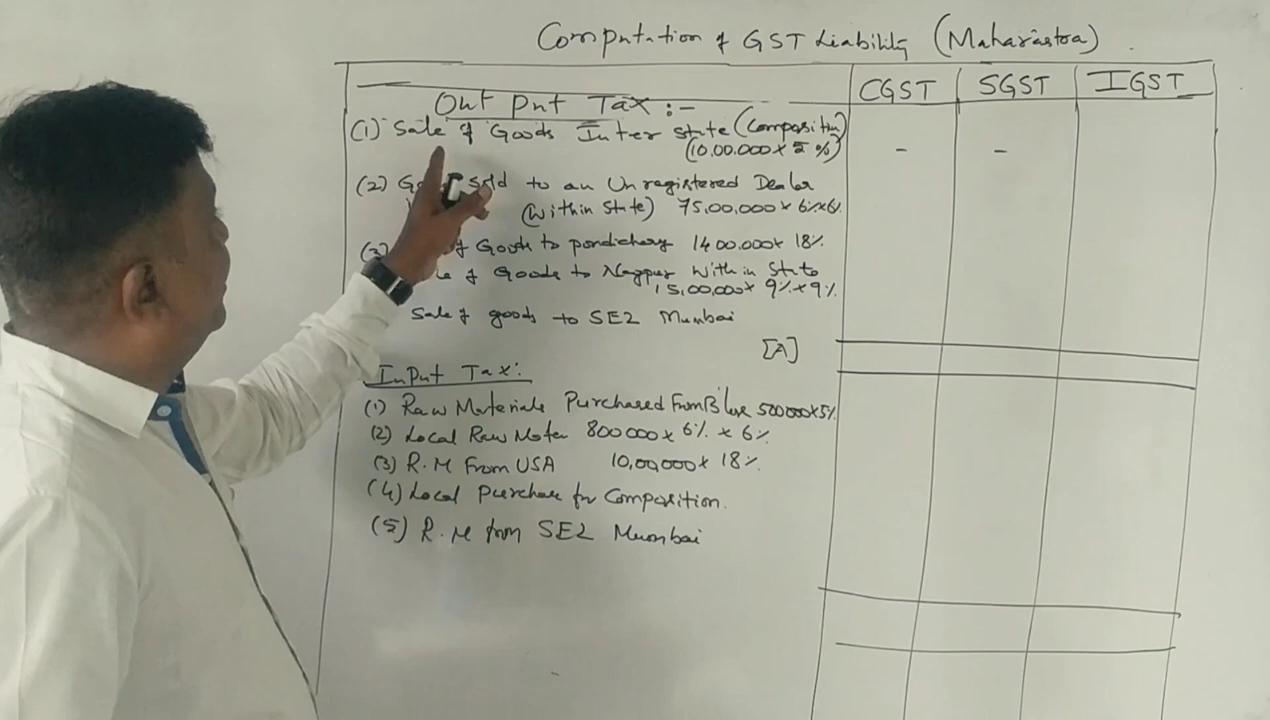 Computation of GST Liability (Maharastra)
CGST SGST IGST
Out Put Tax :-
(1) Sale of Goods Inter state (Composition)
(10,00,000 x 5 %) - -
(2) sold to an Unregistered Dealer
(Within State) 75,00,000 x 6% x 6%
of Goods to pondicherry 14 00,000 x 18%
of Goods to Nagpur Within State
15,00,000 x 9% x 9%
Sale of goods to SEZ Mumbai
[A]
InPut Tax:
(1) Raw Materials Purchased From B'lore 500000 x 5%
(2) Local Raw Mater 800000 x 6% x 6%
(3) R.M From USA 10,00,000 x 18%
(4) Local Purchase for Composition.
(5) R.M from SEZ Mumbai